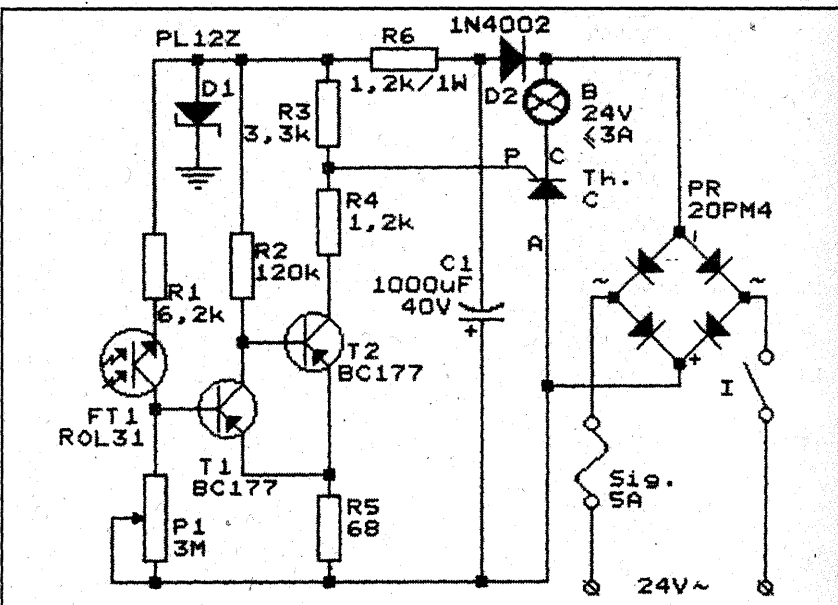 1N4002
PL12Z
R6
D1
1,2k/1W
D2
B
24V
<3A
R3
3,3k
P
C
Th.
C
R4
1,2k
PR
20PM4
A
R2
120k
C1
1000uF
40V
+
R1
6,2k
~
~
T2
BC177
+
I
FT1
ROL31
T1
BC177
Sig.
5A
P1
3M
R5
68
24V~